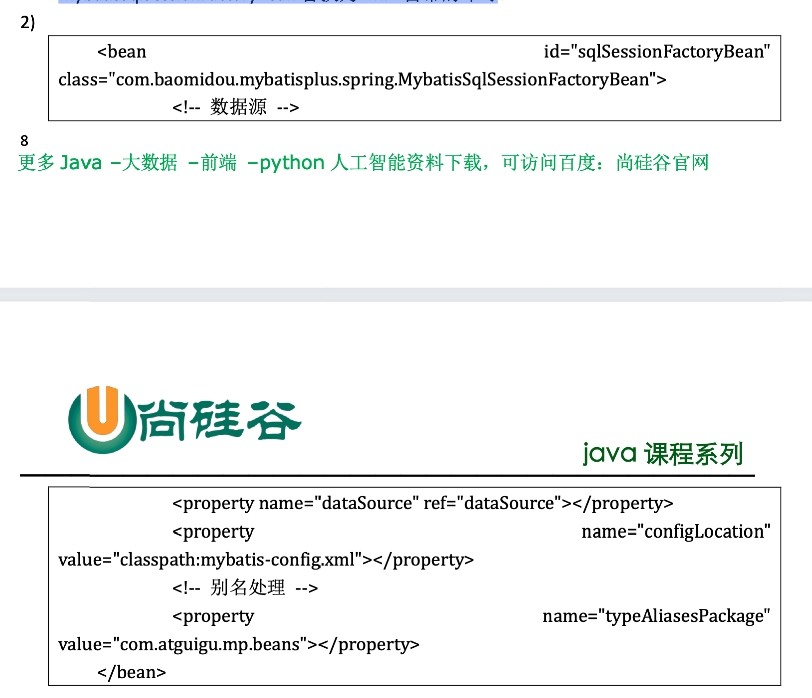 2)
<bean id="sqlSessionFactoryBean"
class="com.baomidou.mybatisplus.spring.MybatisSqlSessionFactoryBean">
<!-- 数据源 -->
8
更多 Java –大数据 –前端 –python 人工智能资料下载，可访问百度：尚硅谷官网
尚硅谷
java 课程系列
<property name="dataSource" ref="dataSource"></property>
<property name="configLocation"
value="classpath:mybatis-config.xml"></property>
<!-- 别名处理 -->
<property name="typeAliasesPackage"
value="com.atguigu.mp.beans"></property>
</bean>